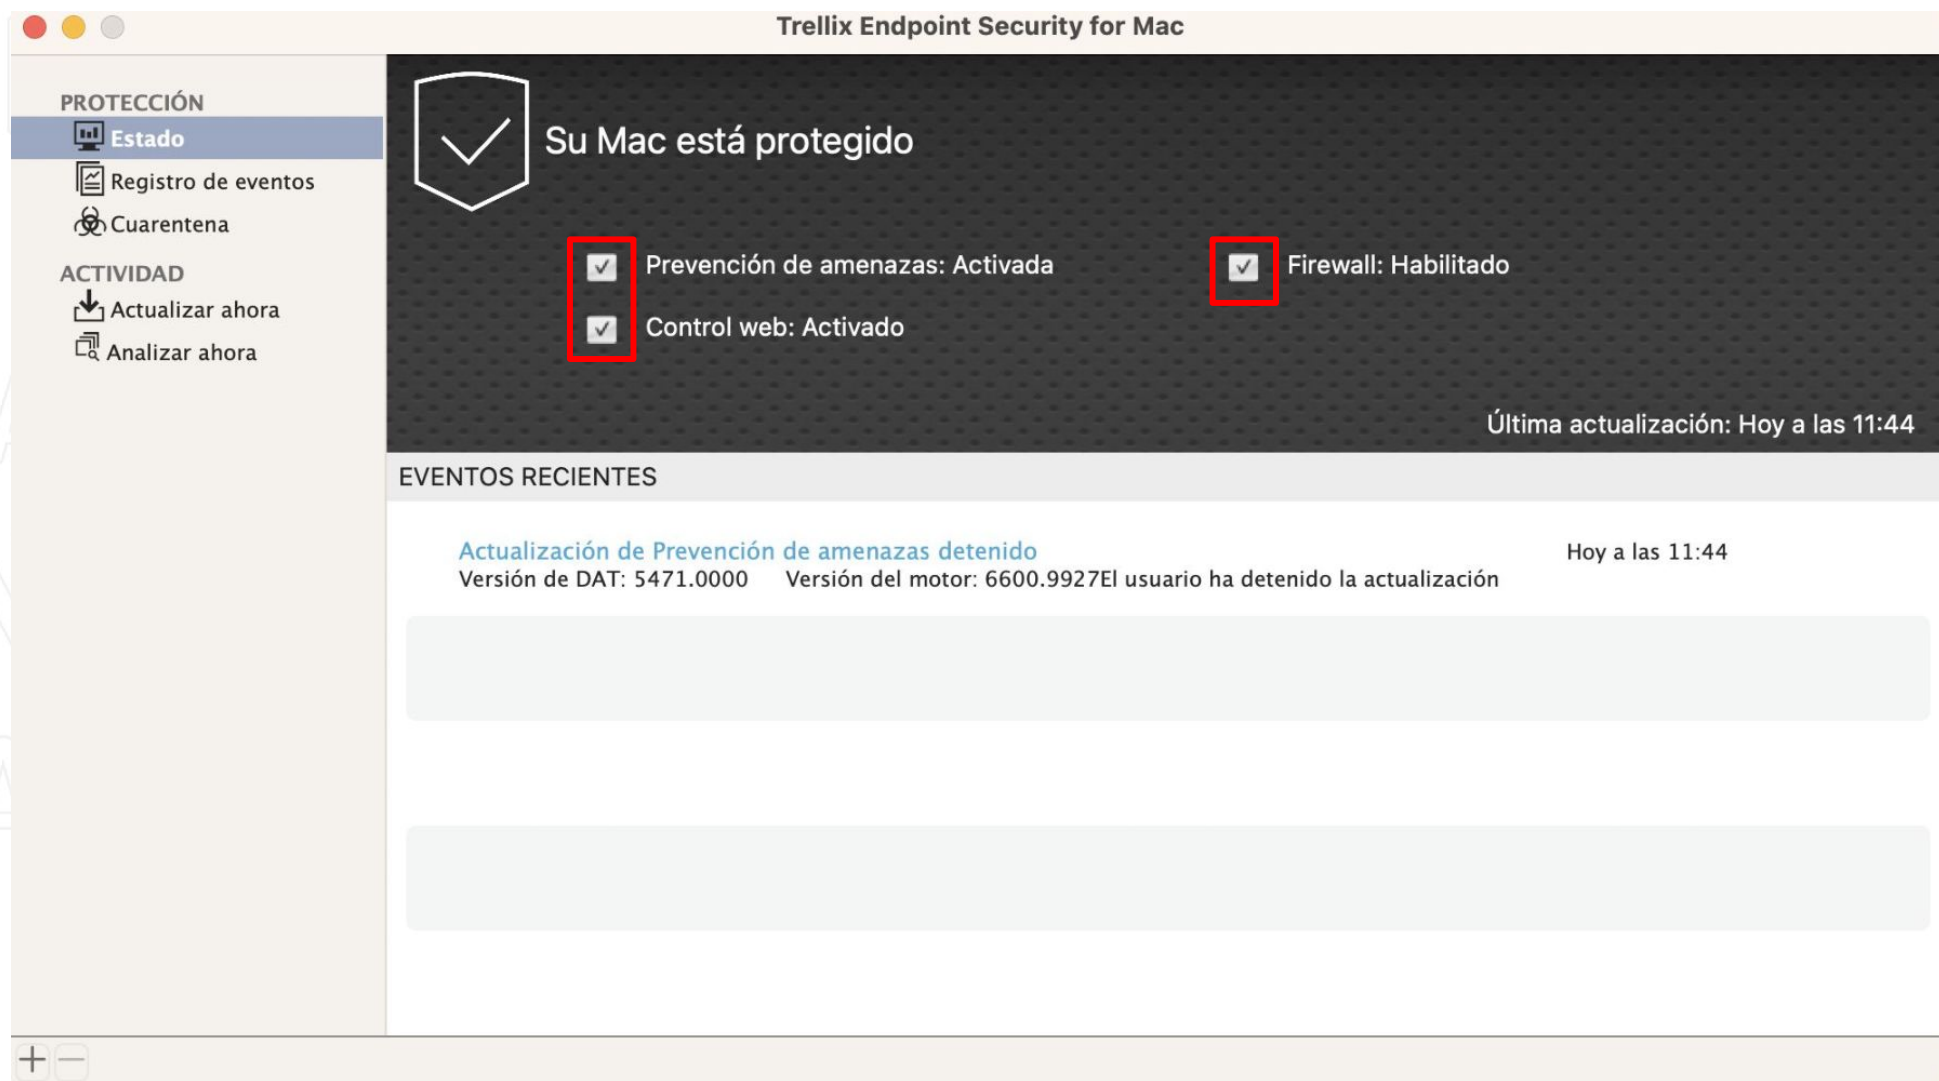 Trellix Endpoint Security for Mac
PROTECCIÓN
Estado
Registro de eventos
Cuarentena
ACTIVIDAD
Actualizar ahora
Analizar ahora
Su Mac está protegido
Prevención de amenazas: Activada
Firewall: Habilitado
Control web: Activado
Última actualización: Hoy a las 11:44
EVENTOS RECIENTES
Actualización de Prevención de amenazas detenido
Hoy a las 11:44
Versión de DAT: 5471.0000 Versión del motor: 6600.9927El usuario ha detenido la actualización